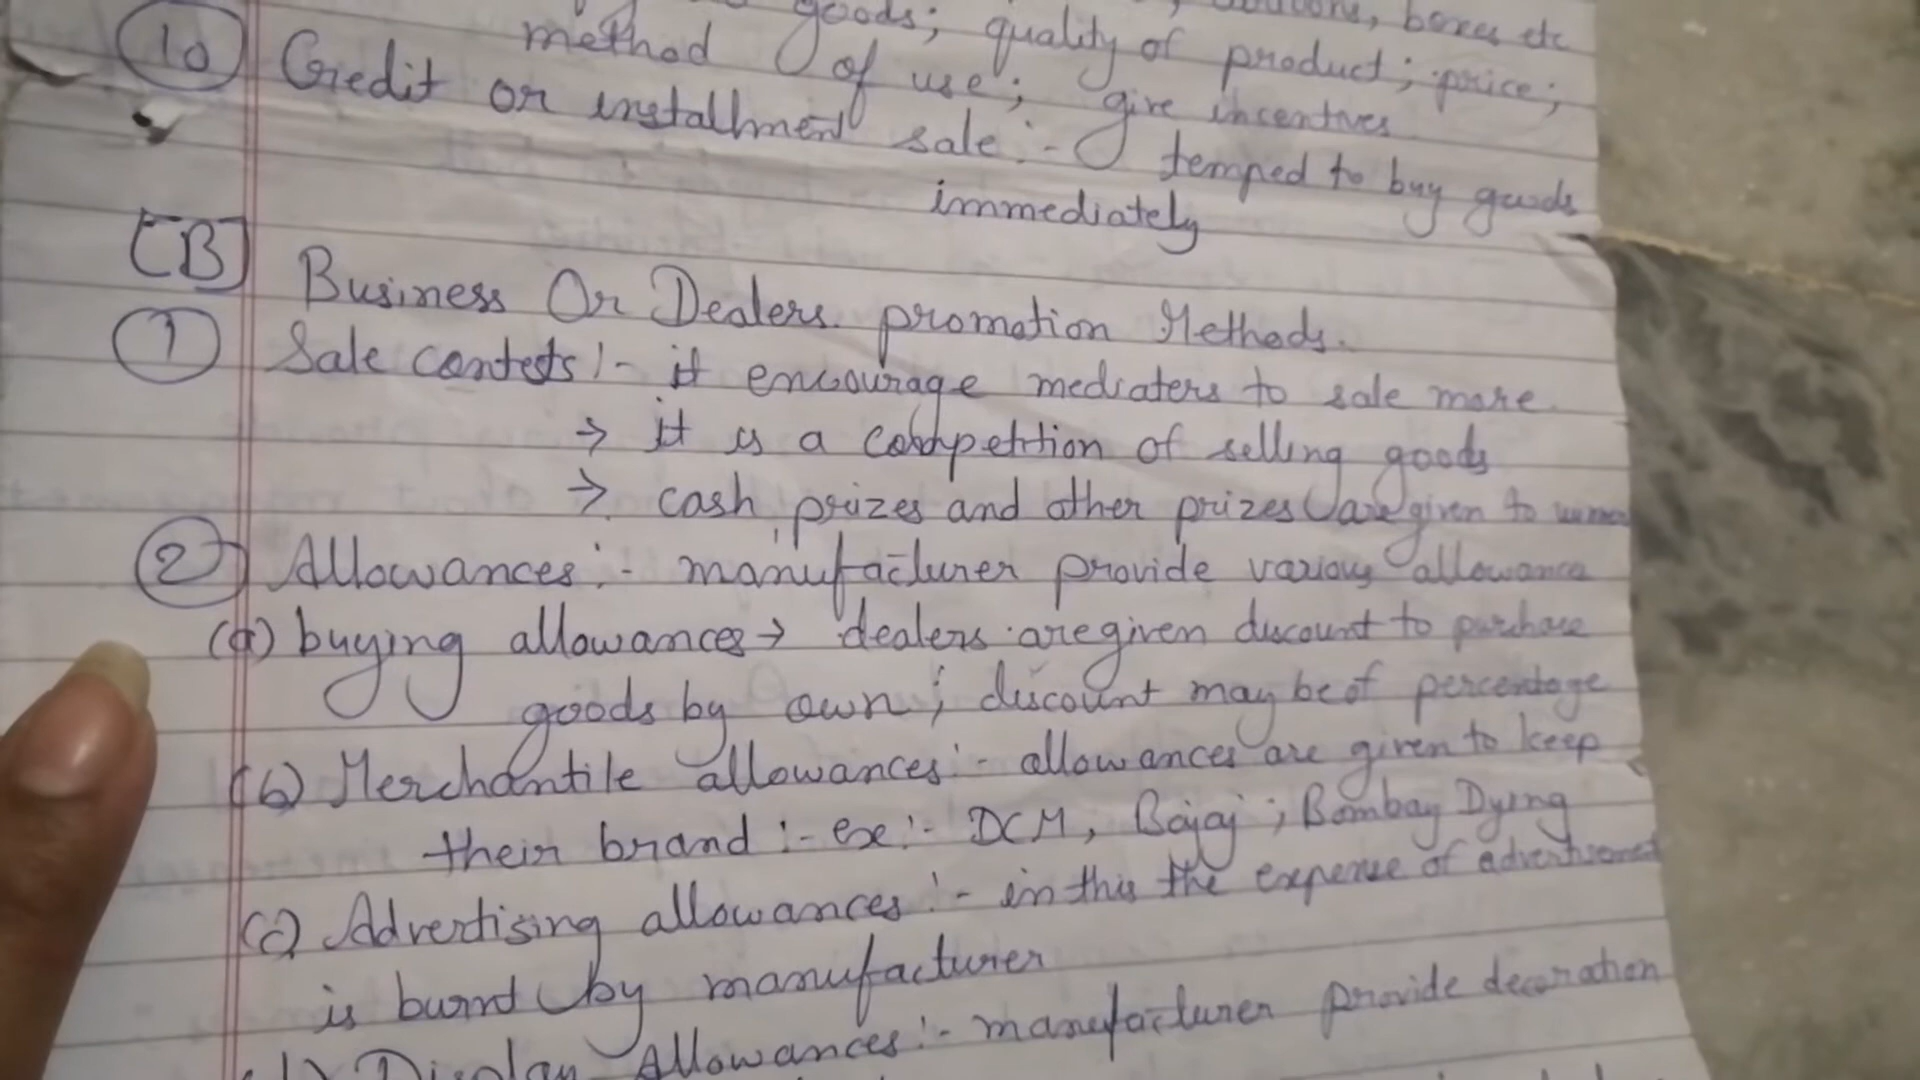 goods; cartons, boxes etc
method of use; quality of product; price;
give incentives
10 Credit or installment sale :- temped to buy goods
immediately
[B] Business Or Dealers promotion Methods.
1 Sale contests :- it encourage mediaters to sale more.
→ it is a competition of selling goods
→ cash prizes and other prizes are given to
2 Allowances :- manufacturer provide various allowance
(a) buying allowances → dealers are given discount to purchase
goods by own ; discount may be of percentage
(b) Merchantile allowances :- allowances are given to keep
their brand :- ex :- DCM, Bajaj ; Bombay Dying
(c) Advertising allowances :- in this the expense of advertisement
is burnt by manufacturer
(d) Display Allowances :- manufacturer provide decoration